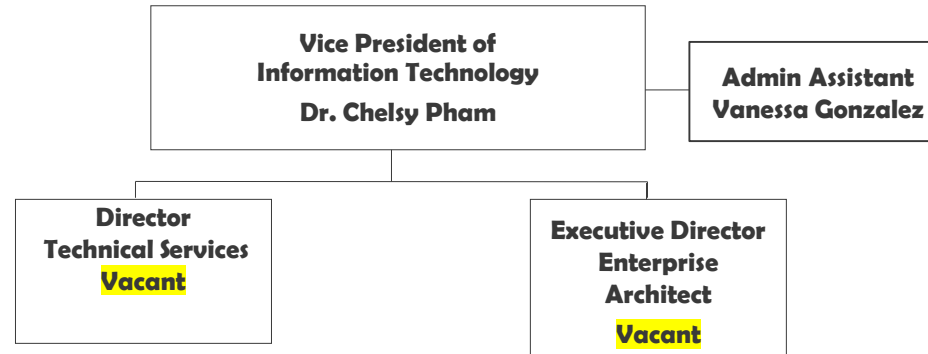 Vice President of
Information Technology
Dr. Chelsy Pham
Admin Assistant
Vanessa Gonzalez
Director
Technical Services
Vacant
Executive Director
Enterprise
Architect
Vacant